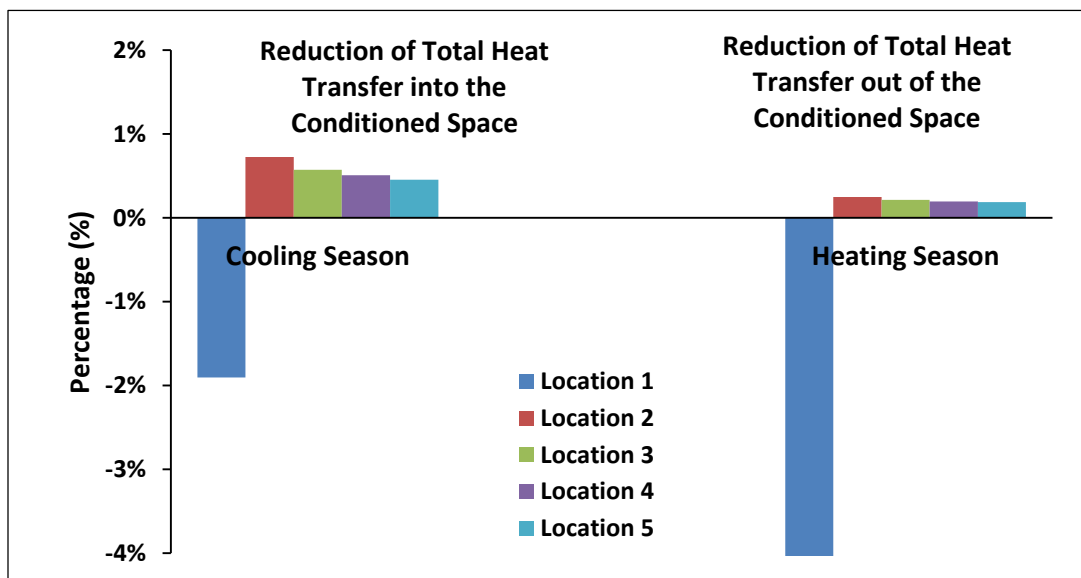 Reduction of Total Heat
Transfer into the
Conditioned Space
Reduction of Total Heat
Transfer out of the
Conditioned Space
Percentage (%)
2%
1%
0%
-1%
-2%
-3%
-4%
Cooling Season
Heating Season
Location 1
Location 2
Location 3
Location 4
Location 5